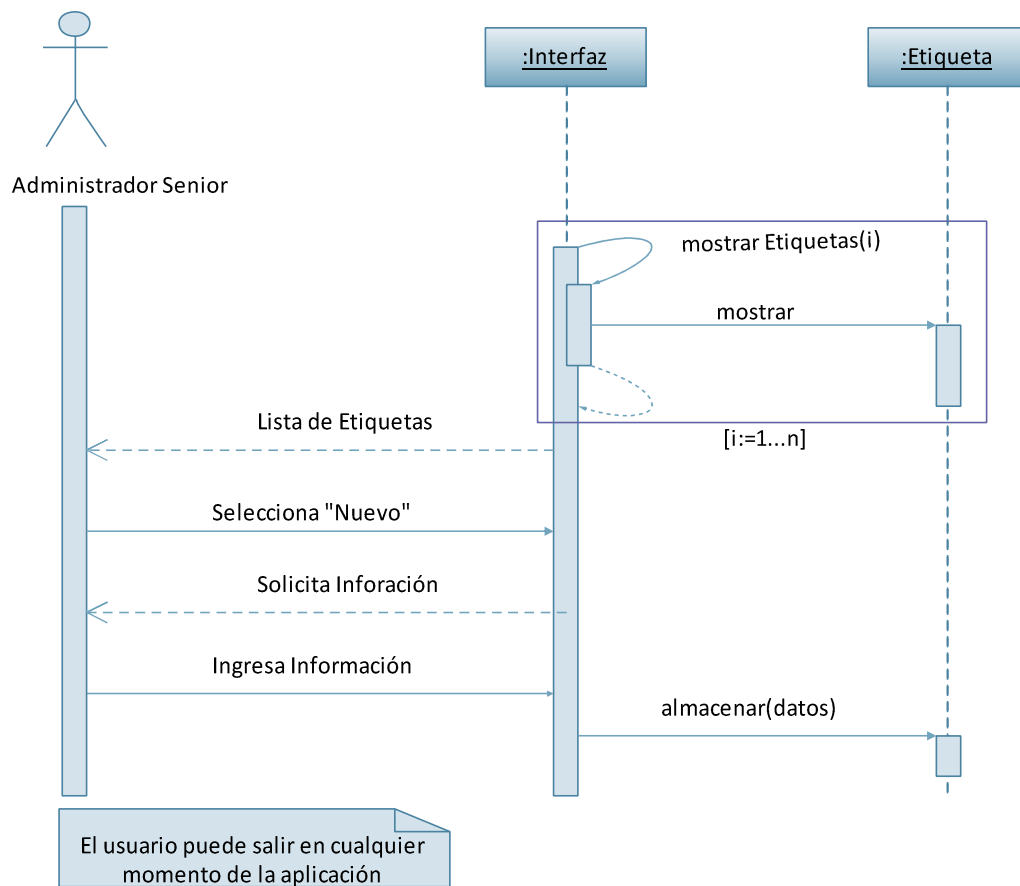 :Interfaz
:Etiqueta
Administrador Senior
mostrar Etiquetas(i)
mostrar
Lista de Etiquetas
[i:=1...n]
Selecciona "Nuevo"
Solicita Inforación
Ingresa Información
almacenar(datos)
El usuario puede salir en cualquier
momento de la aplicación